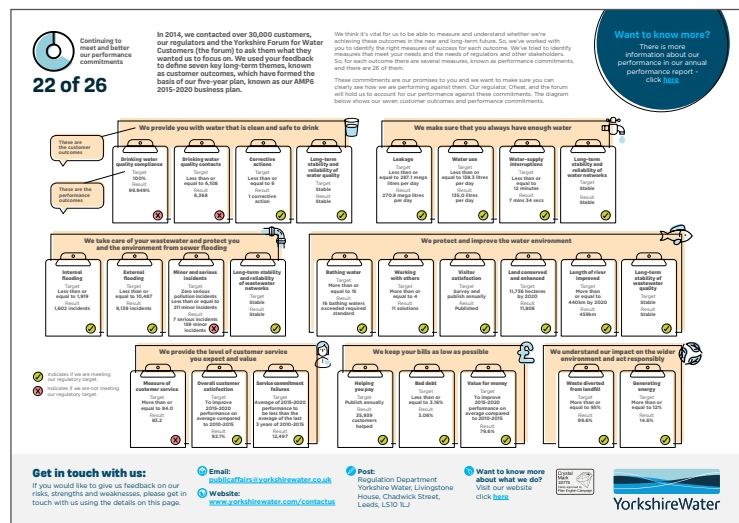 Continuing to
meet and better
our performance
commitments
22 of 26
In 2014, we contacted over 30,000 customers,
our regulators and the Yorkshire Forum for Water
Customers (the forum) to ask them what they
wanted us to focus on. We used your feedback
to define seven key long-term themes, known
as customer outcomes, which have formed the
basis of our five-year plan, known as our AMP6
2015-2020 business plan.
We think it's vital for us to be able to measure and understand whether we're
achieving these outcomes in the near and long-term future. So, we've worked with
you to identify the right measures of success for each outcome. We've tried to identify
measures that meet your needs and the needs of regulators and other stakeholders.
So, for each outcome there are several measures, known as performance commitments,
and there are 26 of them.
These commitments are our promises to you and we want to make sure you can
clearly see how we are performing against them. Our regulator, Ofwat, and the forum
will hold us to account for our performance against these commitments. The diagram
below shows our seven customer outcomes and performance commitments.
Want to know more?
There is more
information about our
performance in our annual
performance report -
click here
These are
the customer
outcomes
These are the
performance
outcomes
We provide you with water that is clean and safe to drink
Drinking water
quality compliance
Target
100%
Result
99.949%
Drinking water
quality contacts
Target
Less than or
equal to 6,108
Result
6,368
Corrective
actions
Target
Less than or
equal to 6
Result
1 corrective
action
Long-term
stability and
reliability of
water quality
Target
Stable
Result
Stable
We make sure that you always have enough water
Leakage
Target
Less than or
equal to 287.1 mega
litres per day
Result
270.8 mega litres
per day
Water use
Target
Less than or
equal to 138.3 litres
per day
Result
135.0 litres
per day
Water-supply
interruptions
Target
Less than or
equal to
12 minutes
Result
7 mins 34 secs
Long-term
stability and
reliability of
water networks
Target
Stable
Result
Stable
We take care of your wastewater and protect you
and the environment from sewer flooding
Internal
flooding
Target
Less than or
equal to 1,919
Result
1,802 incidents
External
flooding
Target
Less than or
equal to 10,487
Result
9,139 incidents
Minor and serious
incidents
Target
Zero serious
pollution incidents
Less than or equal to
211 minor incidents
Result
7 serious incidents
159 minor
incidents
Long-term stability
and reliability
of wastewater
networks
Target
Stable
Result
Stable
We protect and improve the water environment
Bathing water
Target
More than or
equal to 15
Result
16 bathing waters
exceeded required
standard
Working
with others
Target
More than or
equal to 4
Result
11 solutions
Visitor
satisfaction
Target
Survey and
publish annually
Result
Published
Land conserved
and enhanced
Target
11,736 hectares
by 2020
Result
11,806
Length of river
improved
Target
More than or
equal to
440km by 2020
Result
459km
Long-term
stability of
wastewater
quality
Target
Stable
Result
Stable
Indicates if we are meeting
our regulatory target.
Indicates if we are not meeting
our regulatory target.
We provide the level of customer service
you expect and value
Measure of
customer service
Target
More than or
equal to 84.0
Result
83.2
Overall customer
satisfaction
Target
To improve
2015-2020
performance on
average compared
to 2010-2015
Result
92.1%
Service commitment
failures
Target
Average of 2015-2020
performance to
be less than the
average of the last
3 years of 2010-2015
Result
12,497
We keep your bills as low as possible
Helping
you pay
Target
Publish annually
Result
35,939
customers
helped
Bad debt
Target
Less than or
equal to 3.16%
Result
3.06%
Value for money
Target
To improve
2015-2020
performance on
average compared
to 2010-2015
Result
79.6%
We understand our impact on the wider
environment and act responsibly
Waste diverted
from landfill
Target
More than or
equal to 95%
Result
99.6%
Generating
energy
Target
More than or
equal to 12%
Result
14.6%
Get in touch with us:
If you would like to give us feedback on our
risks, strengths and weaknesses, please get in
touch with us using the details on this page.
Email:
publicaffairs@yorkshirewater.co.uk
Website:
www.yorkshirewater.com/contactus
Post:
Regulation Department
Yorkshire Water, Livingstone
House, Chadwick Street,
Leeds, LS10 1LJ
Want to know more
about what we do?
Visit our website
click here
Crystal
Mark
22778
Clarity approved by
Plain English Campaign
YorkshireWater